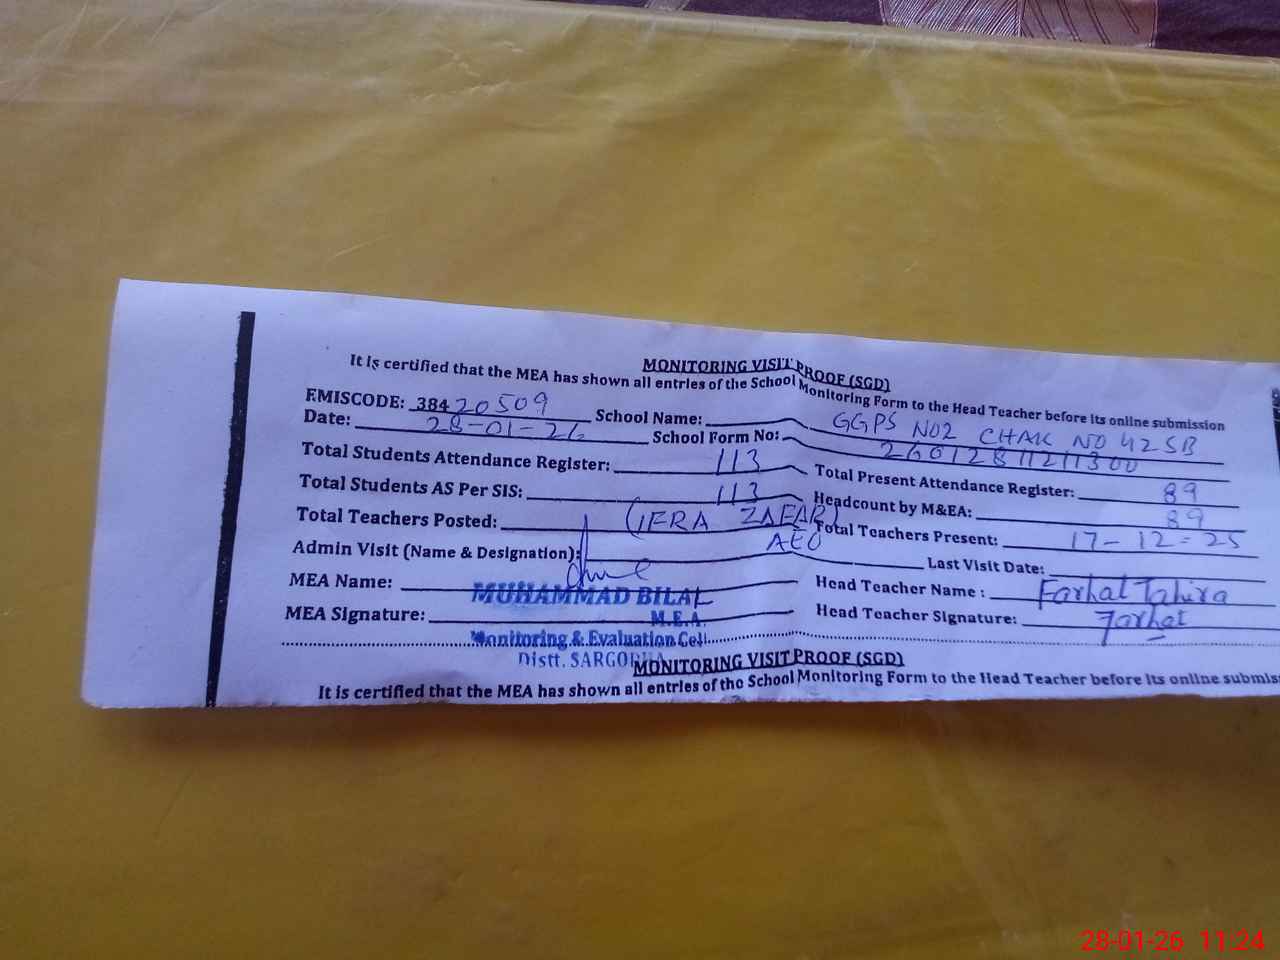 MONITORING VISIT PROOF (SGD)
It is certified that the MEA has shown all entries of the School Monitoring Form to the Head Teacher before its online submission
EMISCODE: 38420509 School Name: GGPS NO2 CHAK NO 42 SB
Date: 28-01-26 School Form No: 26012811211300
Total Students Attendance Register: 113 Total Present Attendance Register: 89
Total Students AS Per SIS: 113 Headcount by M&EA: 89
Total Teachers Posted: Total Teachers Present:
(IFRA ZAFAR) 17-12-25
Admin Visit (Name & Designation): AEO Last Visit Date:
MEA Name: MUHAMMAD BILAL Head Teacher Name : Farhat Tahira
MEA Signature: Head Teacher Signature: Farhat
M.E.A.
Monitoring & Evaluation Cell
Distt. SARGODHA
MONITORING VISIT PROOF (SGD)
It is certified that the MEA has shown all entries of the School Monitoring Form to the Head Teacher before its online submis
28-01-26 11:24